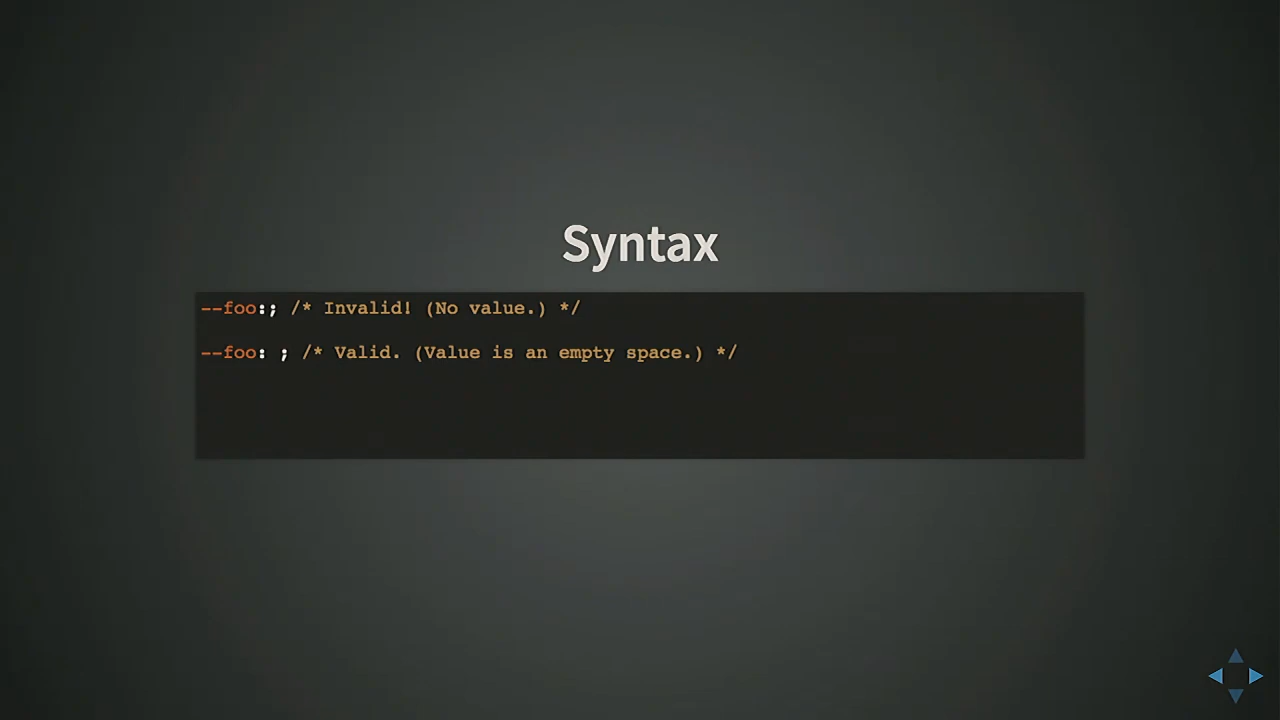 Syntax
--foo:; /* Invalid! (No value.) */
--foo: ; /* Valid. (Value is an empty space.) */